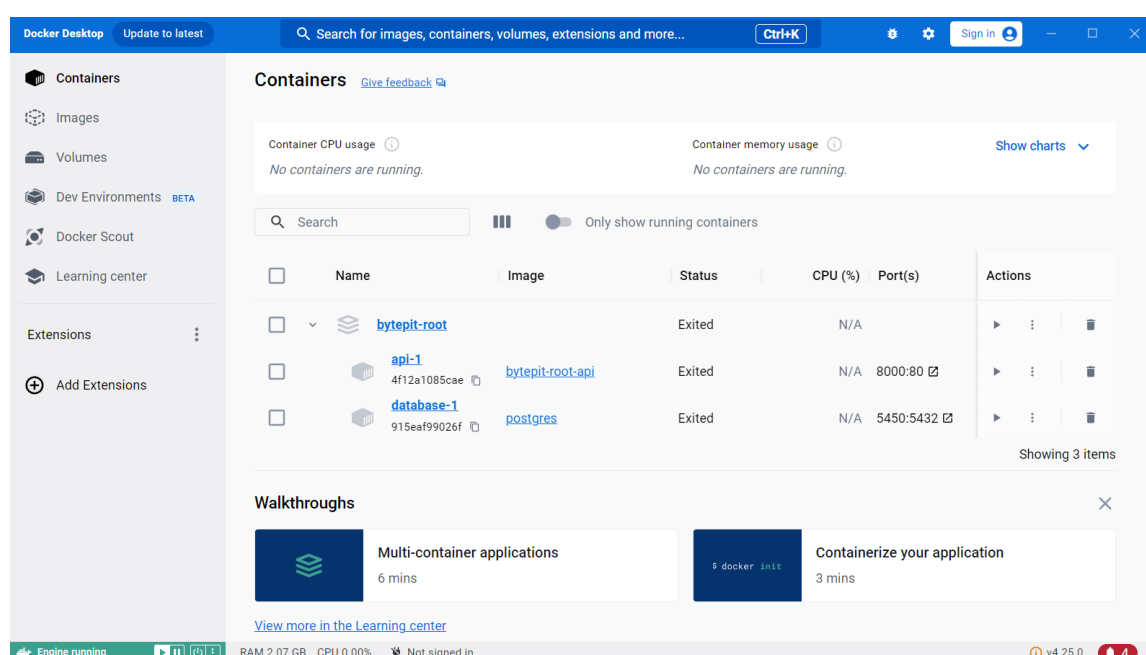 Docker Desktop Update to latest Search for images, containers, volumes, extensions and more... Ctrl+K Sign in
Containers
Images
Volumes
Dev Environments BETA
Docker Scout
Learning center
Extensions
Add Extensions
Containers Give feedback
Container CPU usage
No containers are running.
Container memory usage
No containers are running.
Show charts
Search
Only show running containers
Name Image Status CPU (%) Port(s) Actions
bytepit-root Exited N/A
api-1
4f12a1085cae bytepit-root-api Exited N/A 8000:80
database-1
915eaf99026f postgres Exited N/A 5450:5432
Showing 3 items
Walkthroughs
Multi-container applications
6 mins
$ docker init
Containerize your application
3 mins
View more in the Learning center
Engine running RAM 2.07 GB CPU 0.00% Not signed in v4.25.0 4